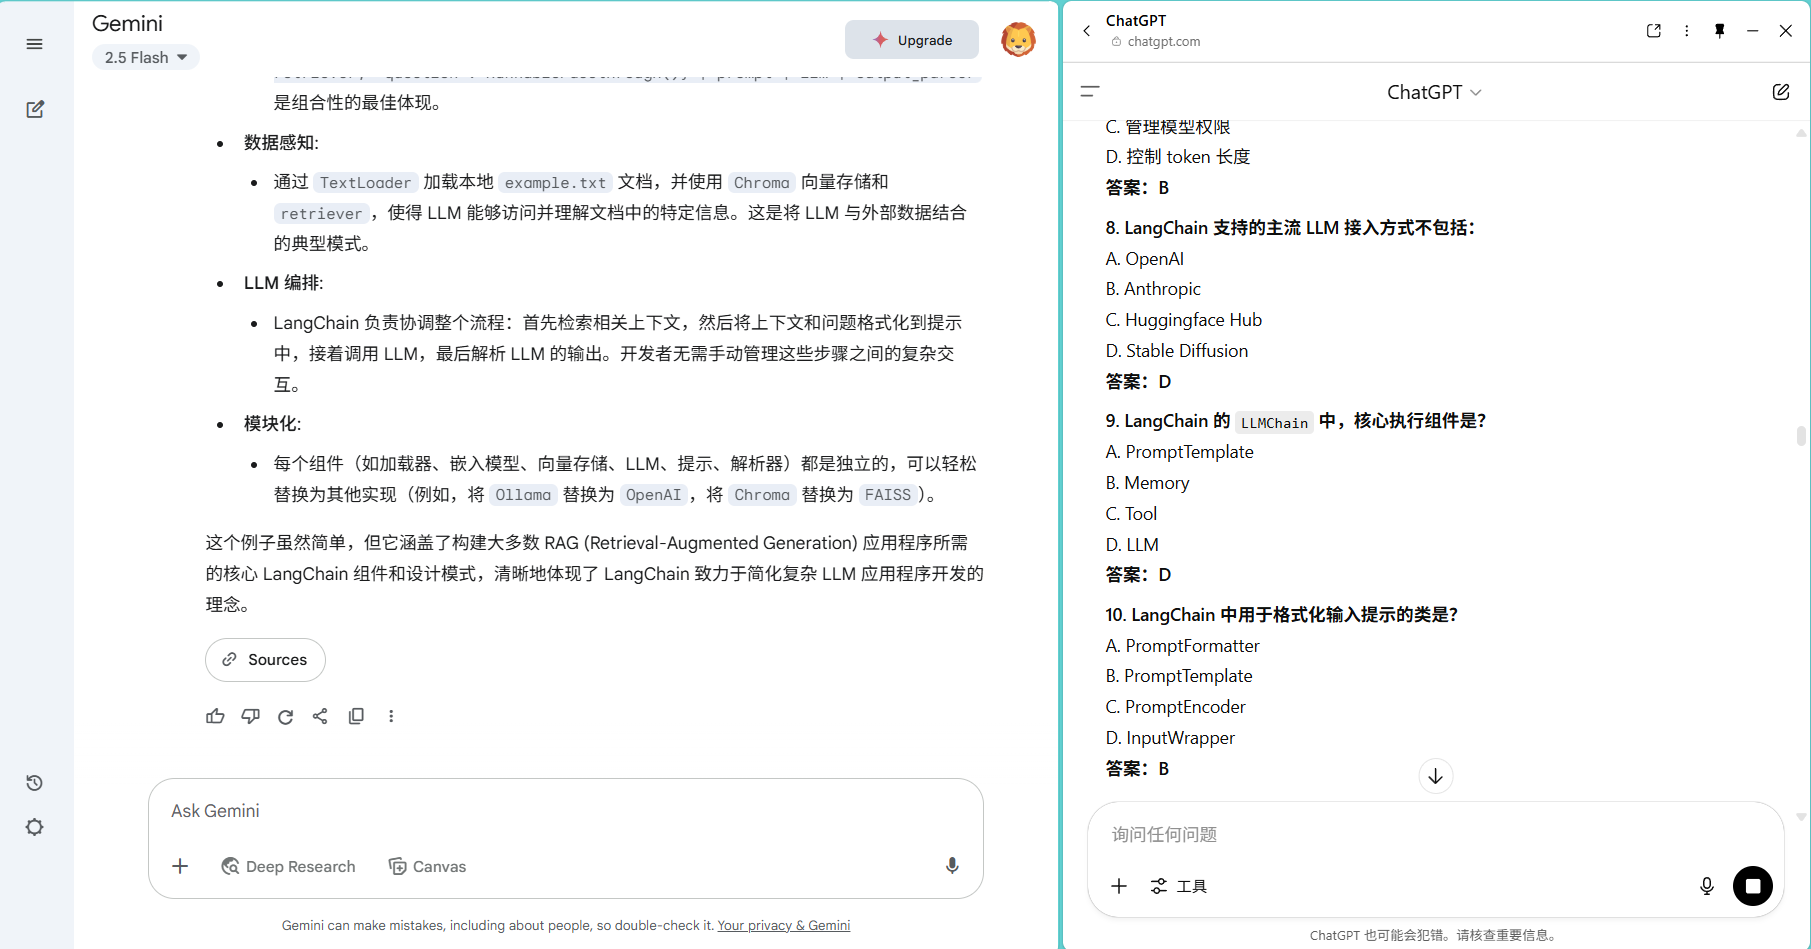 Gemini
2.5 Flash
Upgrade
是组合性的最佳体现。
数据感知:
通过 TextLoader 加载本地 example.txt 文档，并使用 Chroma 向量存储和
retriever ，使得 LLM 能够访问并理解文档中的特定信息。这是将 LLM 与外部数据结合
的典型模式。
LLM 编排:
LangChain 负责协调整个流程：首先检索相关上下文，然后将上下文和问题格式化到提示
中，接着调用 LLM，最后解析 LLM 的输出。开发者无需手动管理这些步骤之间的复杂交
互。
模块化:
每个组件（如加载器、嵌入模型、向量存储、LLM、提示、解析器）都是独立的，可以轻松
替换为其他实现（例如，将 Ollama 替换为 OpenAI ，将 Chroma 替换为 FAISS ）。
这个例子虽然简单，但它涵盖了构建大多数 RAG (Retrieval-Augmented Generation) 应用程序所需
的核心 LangChain 组件和设计模式，清晰地体现了 LangChain 致力于简化复杂 LLM 应用程序开发的
理念。
Sources
Ask Gemini
Deep Research
Canvas
Gemini can make mistakes, including about people, so double-check it. Your privacy & Gemini
ChatGPT
chatgpt.com
ChatGPT
C. 管理模型权限
D. 控制 token 长度
答案：B
8. LangChain 支持的主流 LLM 接入方式不包括：
A. OpenAI
B. Anthropic
C. Huggingface Hub
D. Stable Diffusion
答案：D
9. LangChain 的 LLMChain 中，核心执行组件是？
A. PromptTemplate
B. Memory
C. Tool
D. LLM
答案：D
10. LangChain 中用于格式化输入提示的类是？
A. PromptFormatter
B. PromptTemplate
C. PromptEncoder
D. InputWrapper
答案：B
询问任何问题
工具
ChatGPT 也可能会犯错。请核查重要信息。